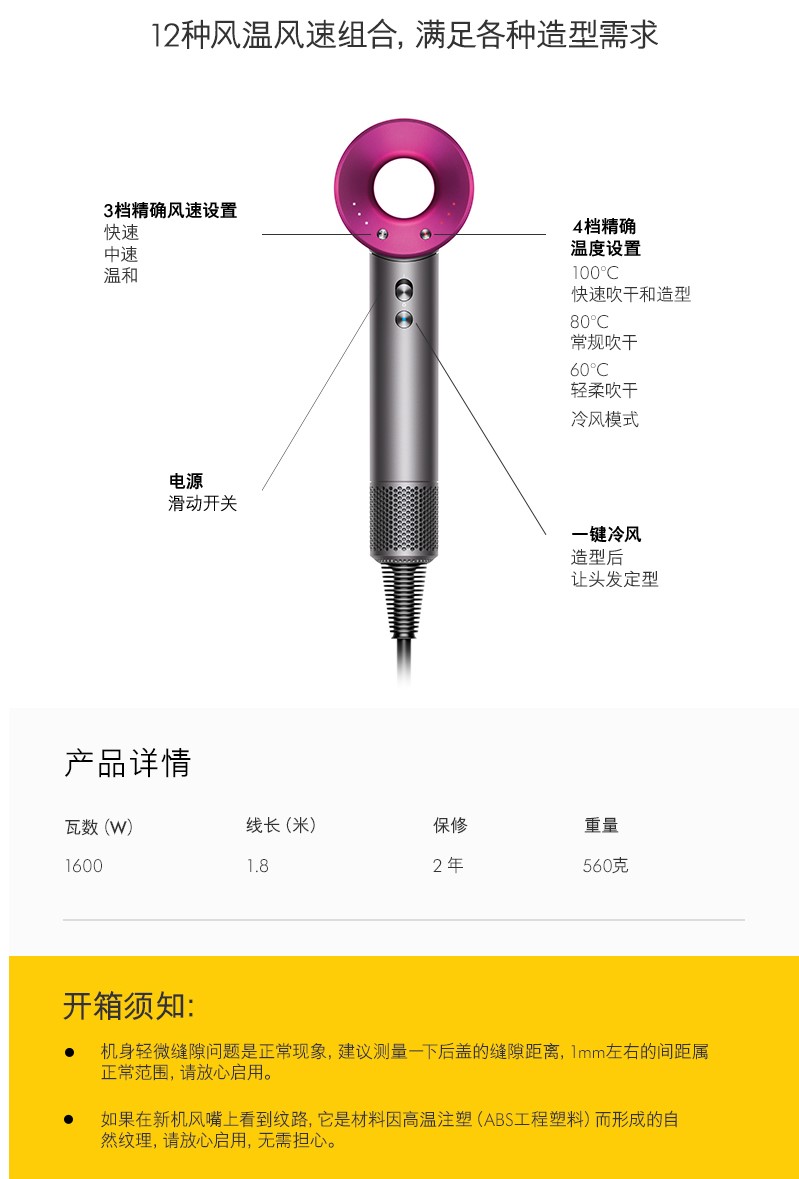 12种风温风速组合, 满足各种造型需求
3档精确风速设置
快速
中速
温和
4档精确
温度设置
100°C
快速吹干和造型
80°C
常规吹干
60°C
轻柔吹干
冷风模式
电源
滑动开关
一键冷风
造型后
让头发定型
产品详情
瓦数 (W) 线长 (米) 保修 重量
1600 1.8 2 年 560克
开箱须知:
● 机身轻微缝隙问题是正常现象, 建议测量一下后盖的缝隙距离, 1mm左右的间距属
正常范围, 请放心启用。
● 如果在新机风嘴上看到纹路, 它是材料因高温注塑 (ABS工程塑料) 而形成的自
然纹理, 请放心启用, 无需担心。